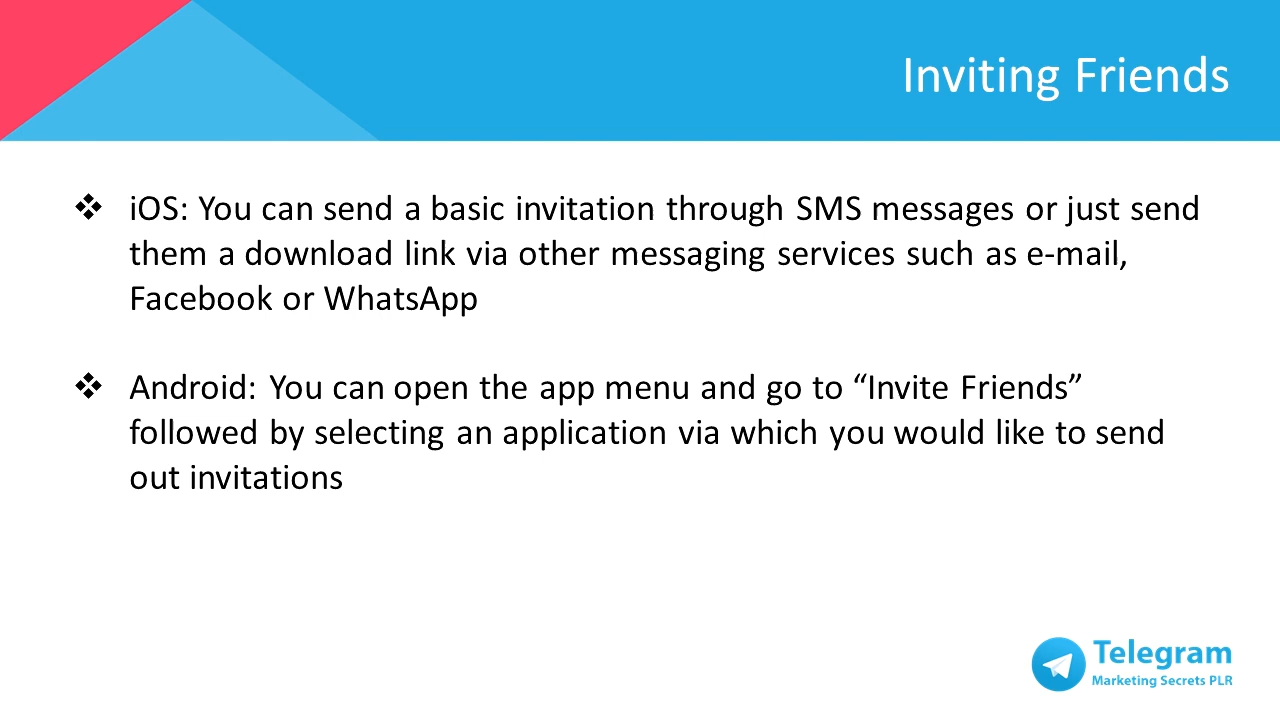 Inviting Friends
❖ iOS: You can send a basic invitation through SMS messages or just send
them a download link via other messaging services such as e-mail,
Facebook or WhatsApp
❖ Android: You can open the app menu and go to “Invite Friends”
followed by selecting an application via which you would like to send
out invitations
Telegram
Marketing Secrets PLR